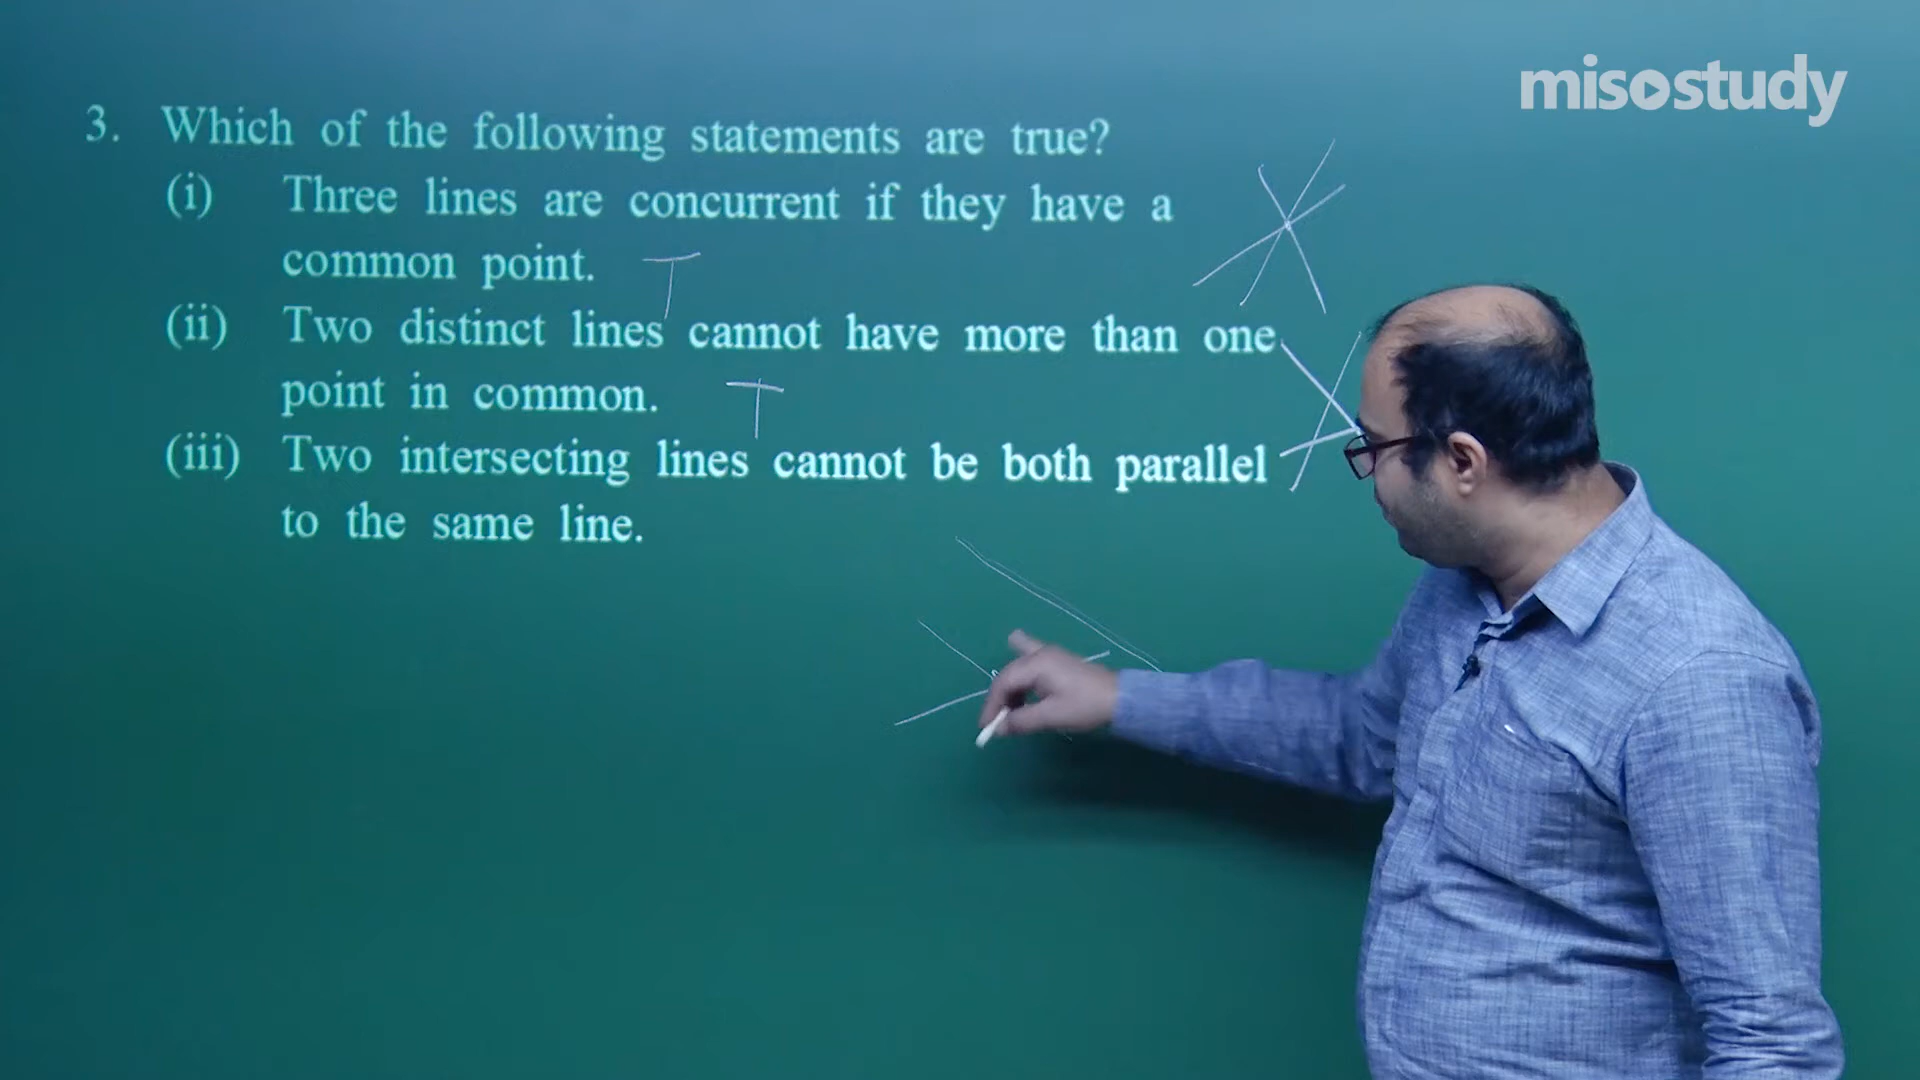 misostudy
3. Which of the following statements are true?
(i) Three lines are concurrent if they have a
common point. T
(ii) Two distinct lines cannot have more than one
point in common. T
(iii) Two intersecting lines cannot be both parallel
to the same line.